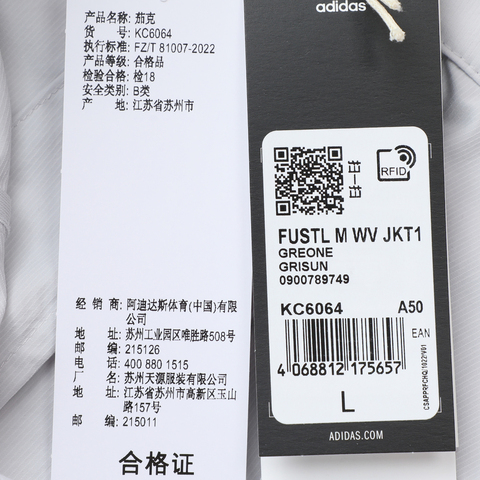 产品名称: 茄克
货 号: KC6064
执行标准: FZ/T 81007-2022
产品等级: 合格品
检验合格: 检18
安全类别: B类
产 地: 江苏省苏州市
经 销 商: 阿迪达斯体育(中国)有限
公司
地 址: 苏州工业园区唯胜路508号
邮 编: 215126
电 话: 400 880 1515
厂 名: 苏州天源服装有限公司
地 址: 江苏省苏州市高新区玉山
路157号
邮 编: 215011
合格证
adidas
RFID
FUSTL M WV JKT1
GREONE
GRISUN
0900789749
KC6064 A50
EAN
4 068812 175657
L
ADIDAS.COM